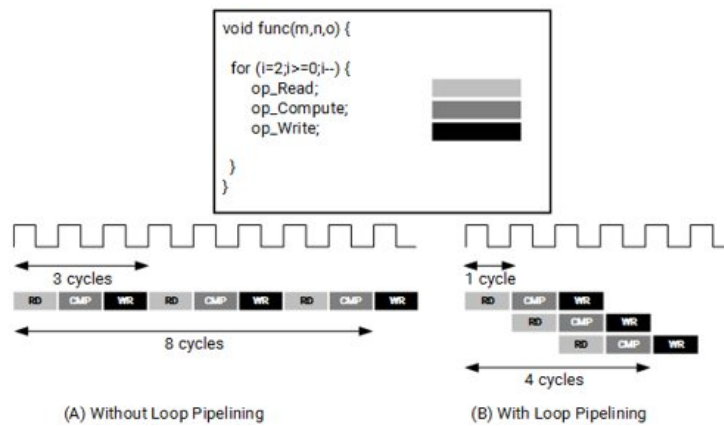 void func(m,n,o) {
for (i=2;i>=0;i--) {
op_Read;
op_Compute;
op_Write;
}
}
3 cycles
1 cycle
RD CMP WR RD CMP WR RD CMP WR
RD CMP WR
RD CMP WR
RD CMP WR
8 cycles
4 cycles
(A) Without Loop Pipelining
(B) With Loop Pipelining